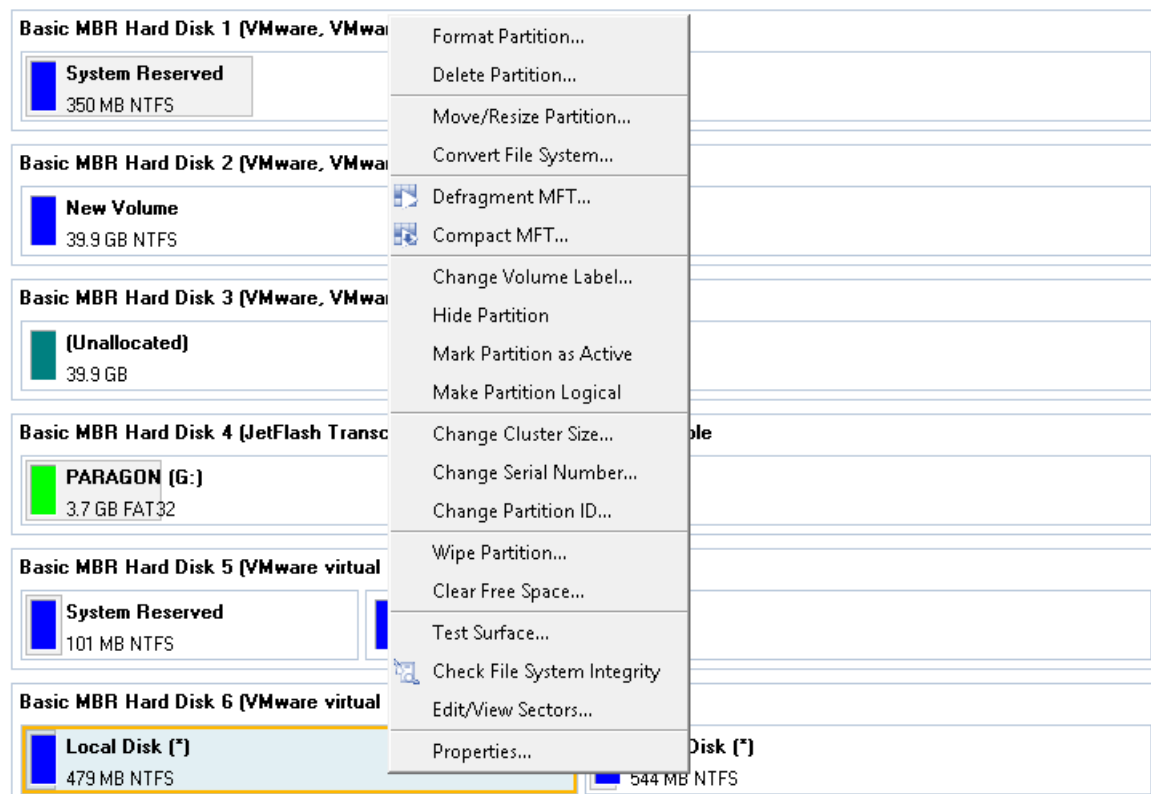 Basic MBR Hard Disk 1 (VMware, VMwa
System Reserved
350 MB NTFS
Basic MBR Hard Disk 2 (VMware, VMwa
New Volume
39.9 GB NTFS
Basic MBR Hard Disk 3 (VMware, VMwa
(Unallocated)
39.9 GB
Basic MBR Hard Disk 4 (JetFlash Transc
PARAGON (G:)
3.7 GB FAT32
Basic MBR Hard Disk 5 (VMware virtual
System Reserved
101 MB NTFS
Basic MBR Hard Disk 6 (VMware virtual
Local Disk (*)
479 MB NTFS
Disk (*)
544 MB NTFS
Format Partition...
Delete Partition...
Move/Resize Partition...
Convert File System...
Defragment MFT...
Compact MFT...
Change Volume Label...
Hide Partition
Mark Partition as Active
Make Partition Logical
Change Cluster Size...
Change Serial Number...
Change Partition ID...
Wipe Partition...
Clear Free Space...
Test Surface...
Check File System Integrity
Edit/View Sectors...
Properties...